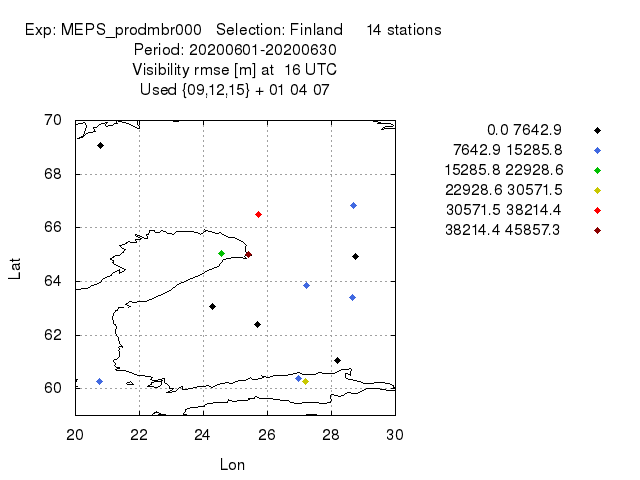 Exp: MEPS_prodmbr000 Selection: Finland 14 stations
Period: 20200601-20200630
Visibility rmse [m] at 16 UTC
Used {09,12,15} + 01 04 07
70
68
66
64
62
60
20 22 24 26 28 30
Lat
Lon
0.0 7642.9
7642.9 15285.8
15285.8 22928.6
22928.6 30571.5
30571.5 38214.4
38214.4 45857.3